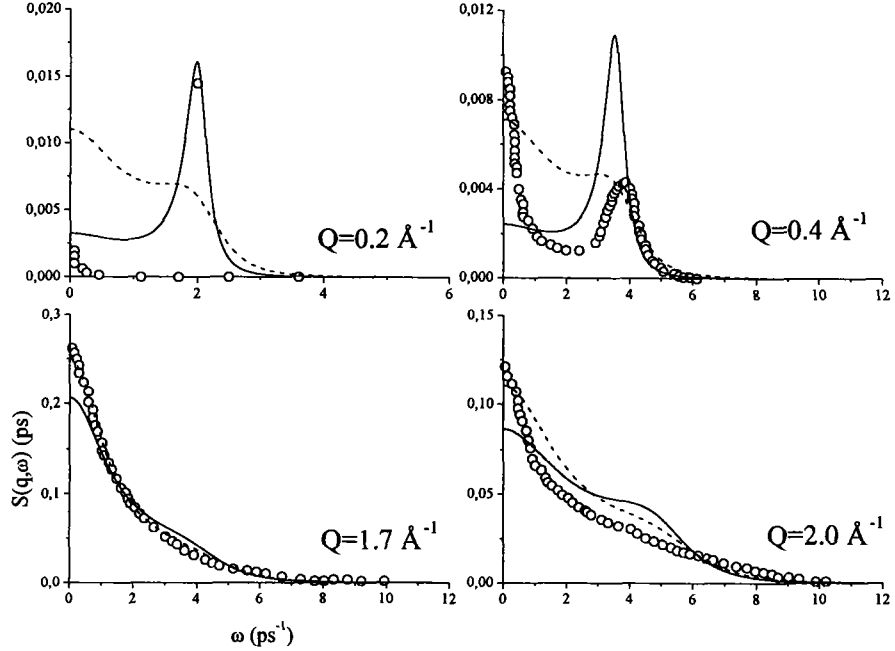 0,020
0,015
0,010
0,005
0,000
0 2 4 6
Q=0.2 Å⁻¹
0,012
0,008
0,004
0,000
0 2 4 6 8 10 12
Q=0.4 Å⁻¹
0,3
0,2
0,1
0,0
0 2 4 6 8 10 12
Q=1.7 Å⁻¹
S(q,ω) (ps)
ω (ps⁻¹)
0,15
0,10
0,05
0,00
0 2 4 6 8 10 12
Q=2.0 Å⁻¹